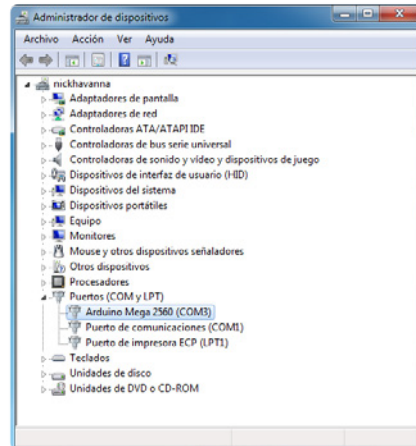 Administrador de dispositivos
Archivo Acción Ver Ayuda
nickhavanna
Adaptadores de pantalla
Adaptadores de red
Controladoras ATA/ATAPI IDE
Controladoras de bus serie universal
Controladoras de sonido y vídeo y dispositivos de juego
Dispositivos de interfaz de usuario (HID)
Dispositivos del sistema
Dispositivos portátiles
Equipo
Monitores
Mouse y otros dispositivos señaladores
Otros dispositivos
Procesadores
Puertos (COM y LPT)
Arduino Mega 2560 (COM3)
Puerto de comunicaciones (COM1)
Puerto de impresora ECP (LPT1)
Teclados
Unidades de disco
Unidades de DVD o CD-ROM